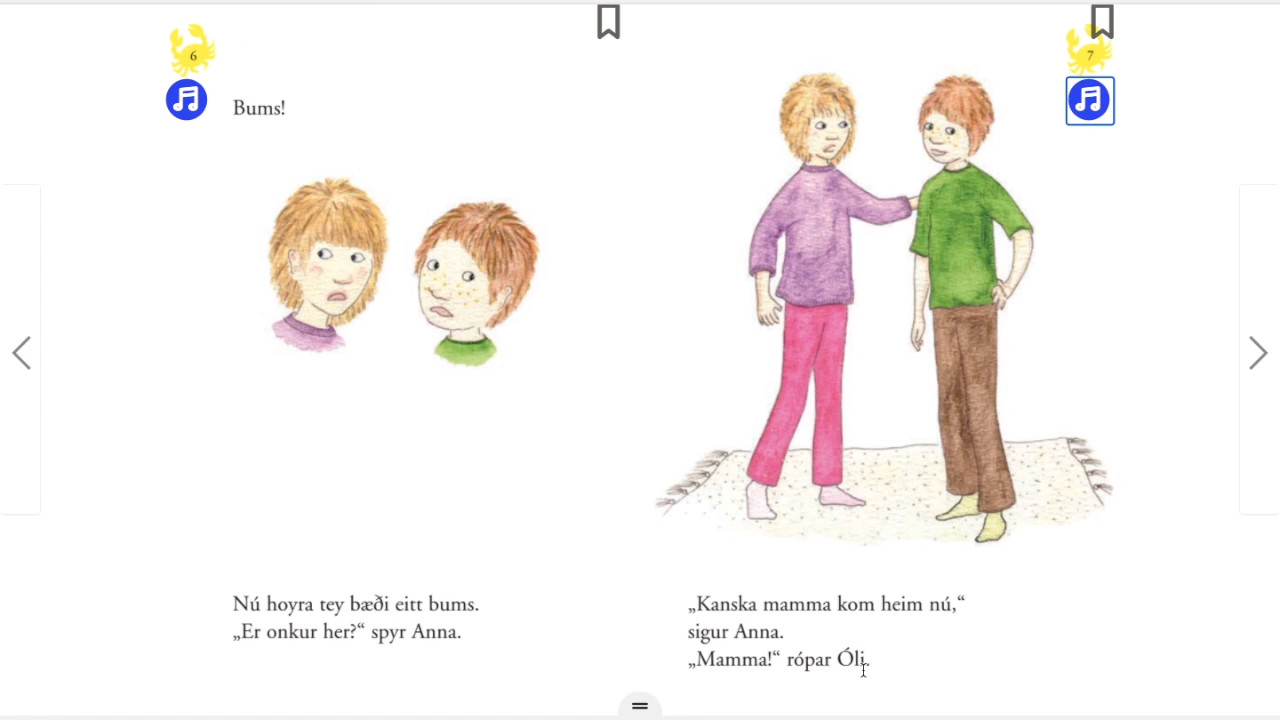 6
Bums!
Nú hoyra tey bæði eitt bums.
„Er onkur her?“ spyr Anna.
7
„Kanska mamma kom heim nú,“
sigur Anna.
„Mamma!“ rópar Óli.